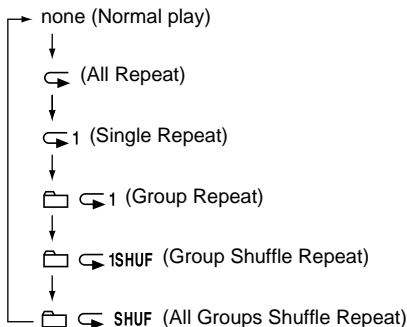 none (Normal play)
(All Repeat)
1 (Single Repeat)
1 (Group Repeat)
1SHUF (Group Shuffle Repeat)
SHUF (All Groups Shuffle Repeat)